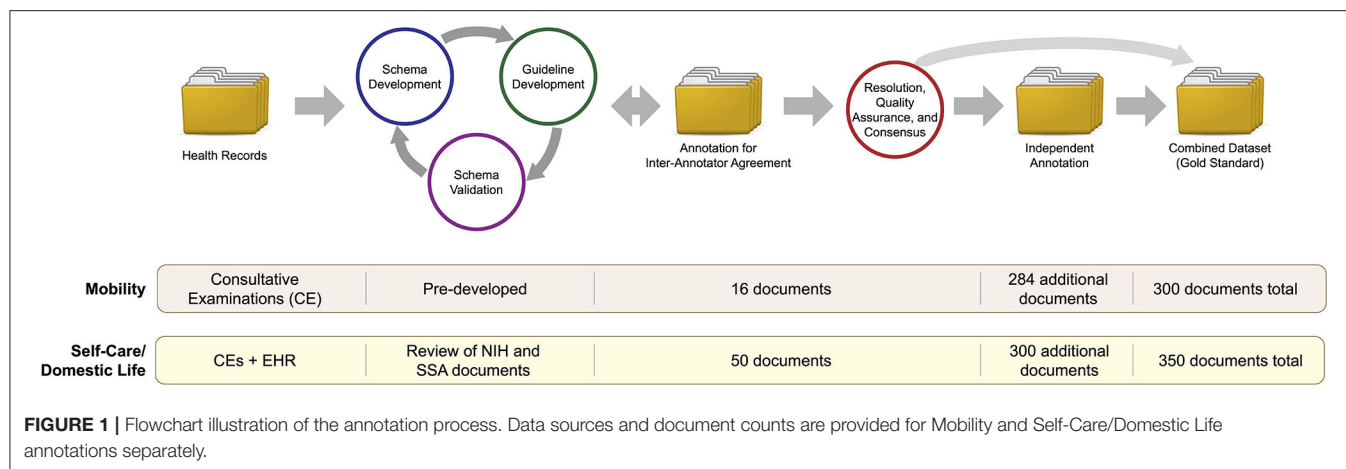 Health Records
Schema
Development
Guideline
Development
Schema
Validation
Annotation for
Inter-Annotator Agreement
Resolution,
Quality
Assurance, and
Consensus
Independent
Annotation
Combined Dataset
(Gold Standard)
Mobility
Consultative
Examinations (CE)
Pre-developed
16 documents
284 additional
documents
300 documents total
Self-Care/
Domestic Life
CEs + EHR
Review of NIH and
SSA documents
50 documents
300 additional
documents
350 documents total
FIGURE 1 | Flowchart illustration of the annotation process. Data sources and document counts are provided for Mobility and Self-Care/Domestic Life
annotations separately.